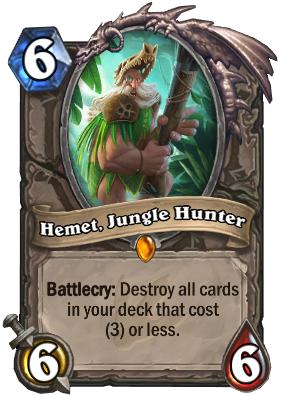 6
Hemet, Jungle Hunter
Battlecry: Destroy all cards
in your deck that cost
(3) or less.
6 6